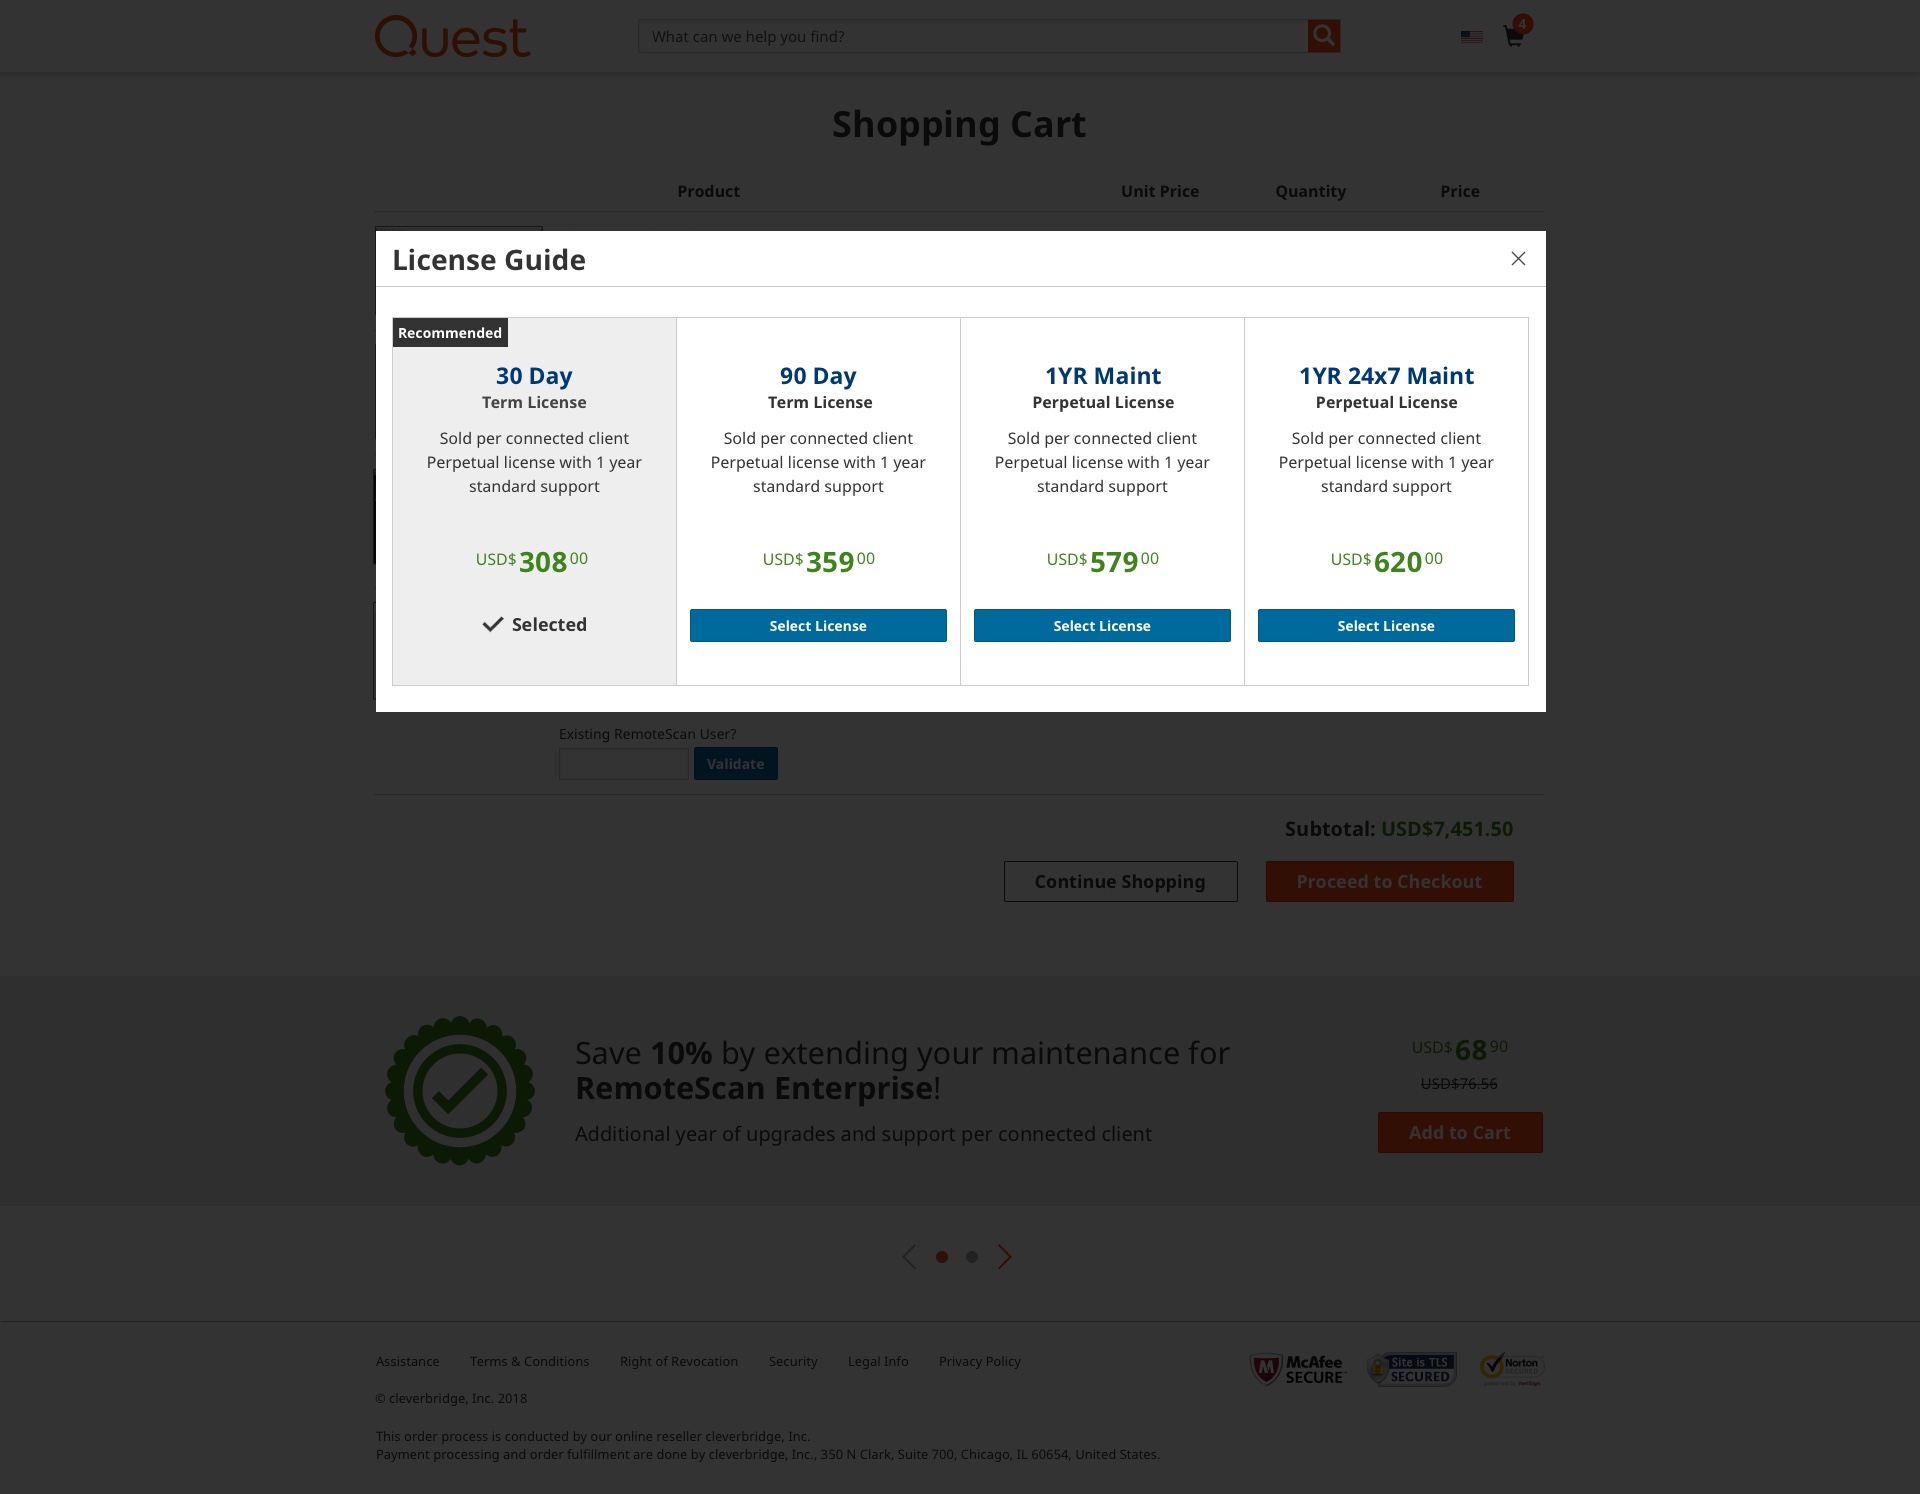 Quest
What can we help you find?
4
Shopping Cart
Product Unit Price Quantity Price
License Guide
Recommended
30 Day
Term License
Sold per connected client
Perpetual license with 1 year
standard support
USD$ 308 00
Selected
90 Day
Term License
Sold per connected client
Perpetual license with 1 year
standard support
USD$ 359 00
Select License
1YR Maint
Perpetual License
Sold per connected client
Perpetual license with 1 year
standard support
USD$ 579 00
Select License
1YR 24x7 Maint
Perpetual License
Sold per connected client
Perpetual license with 1 year
standard support
USD$ 620 00
Select License
Existing RemoteScan User?
Validate
Subtotal: USD$7,451.50
Continue Shopping Proceed to Checkout
Save 10% by extending your maintenance for
RemoteScan Enterprise!
Additional year of upgrades and support per connected client
USD$ 68 90
USD$76.56
Add to Cart
Assistance Terms & Conditions Right of Revocation Security Legal Info Privacy Policy
McAfee
SECURE
Site is TLS
SECURED
Norton
SECURED
© cleverbridge, Inc. 2018
This order process is conducted by our online reseller cleverbridge, Inc.
Payment processing and order fulfillment are done by cleverbridge, Inc., 350 N Clark, Suite 700, Chicago, IL 60654, United States.